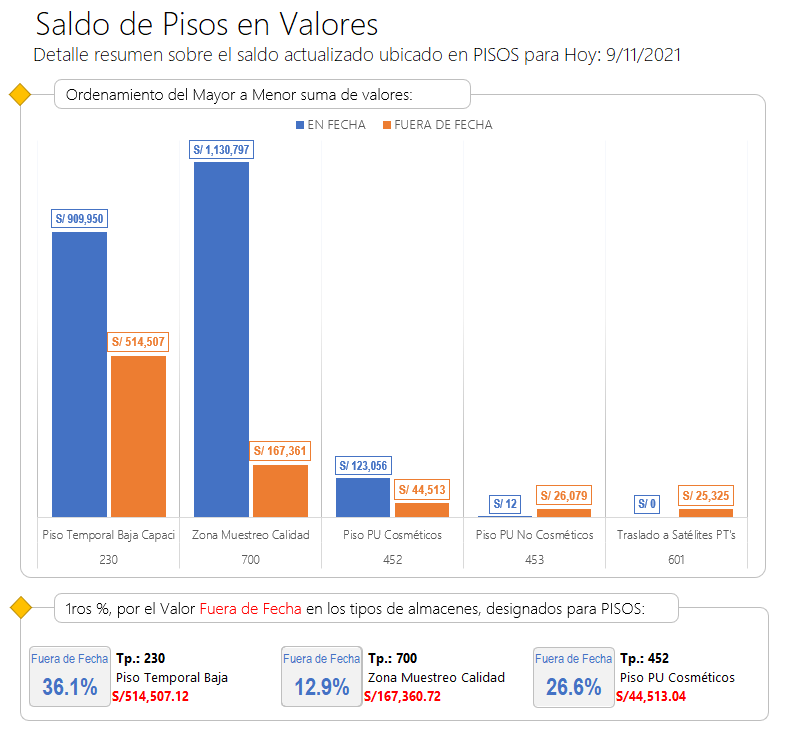 Saldo de Pisos en Valores
Detalle resumen sobre el saldo actualizado ubicado en PISOS para Hoy: 9/11/2021
Ordenamiento del Mayor a Menor suma de valores:
EN FECHA FUERA DE FECHA
S/ 1,130,797
S/ 909,950
S/ 514,507
S/ 167,361
S/ 123,056
S/ 44,513
S/ 12
S/ 26,079
S/ 0
S/ 25,325
Piso Temporal Baja Capaci Zona Muestreo Calidad Piso PU Cosméticos Piso PU No Cosméticos Traslado a Satélites PT's
230 700 452 453 601
1ros %, por el Valor Fuera de Fecha en los tipos de almacenes, designados para PISOS:
Fuera de Fecha
36.1%
Tp.: 230
Piso Temporal Baja
S/514,507.12
Fuera de Fecha
12.9%
Tp.: 700
Zona Muestreo Calidad
S/167,360.72
Fuera de Fecha
26.6%
Tp.: 452
Piso PU Cosméticos
S/44,513.04